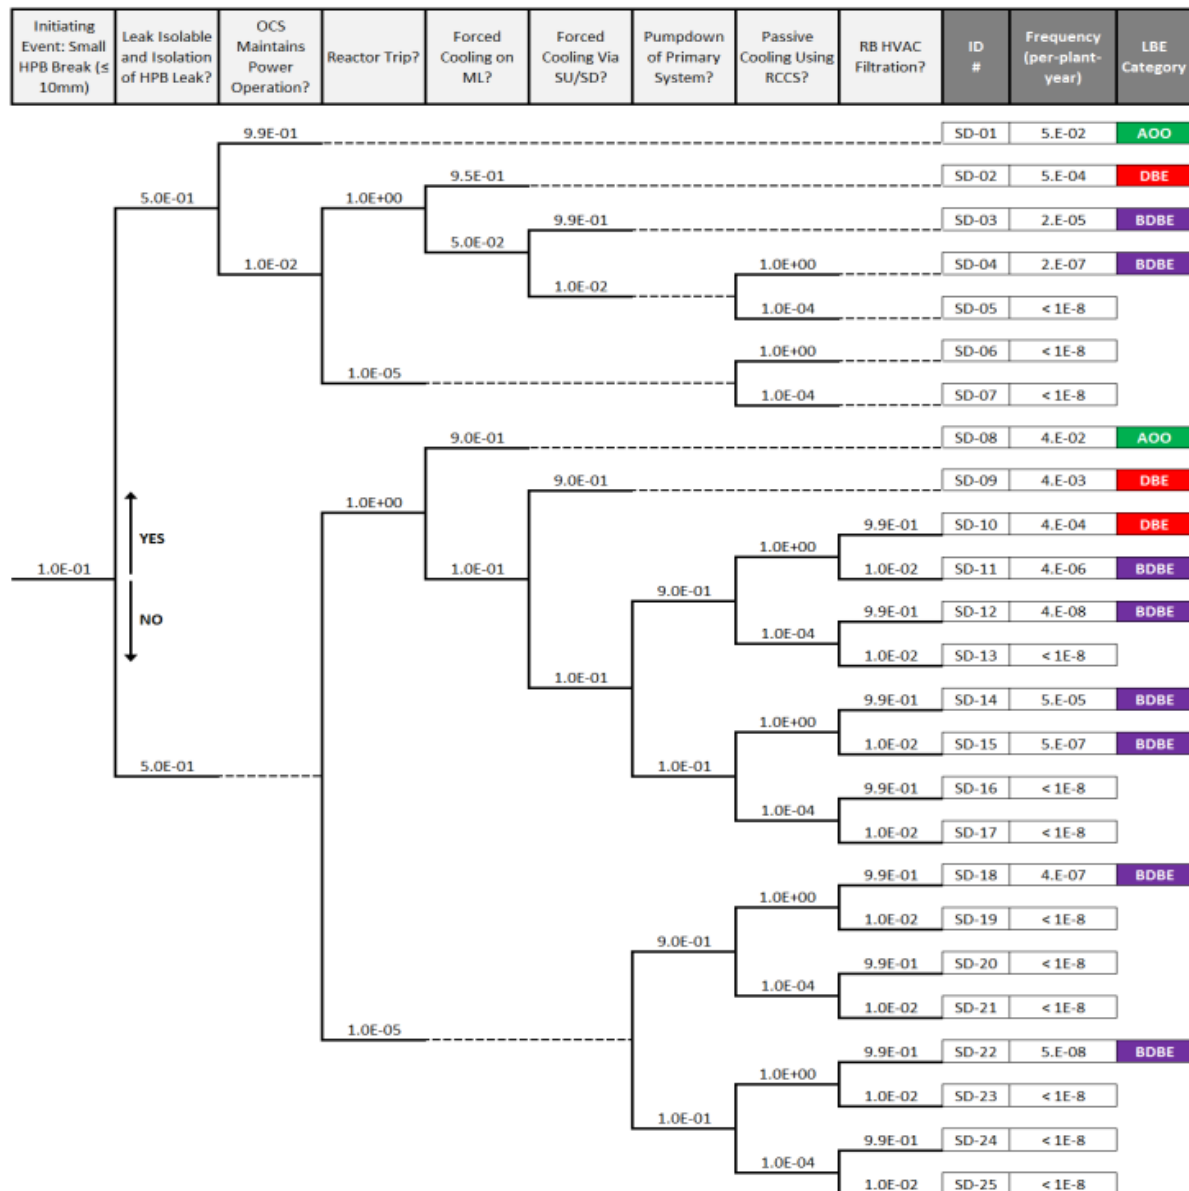 Initiating Event: Small HPB Break (≤ 10mm)
Leak Isolable and Isolation of HPB Leak?
OCS Maintains Power Operation?
Reactor Trip?
Forced Cooling on ML?
Forced Cooling Via SU/SD?
Pumpdown of Primary System?
Passive Cooling Using RCCS?
RB HVAC Filtration?
ID #
Frequency (per-plant-year)
LBE Category
9.9E-01
SD-01 5.E-02 AOO
9.5E-01
SD-02 5.E-04 DBE
5.0E-01
1.0E+00
9.9E-01
SD-03 2.E-05 BDBE
5.0E-02
1.0E-02
1.0E+00
SD-04 2.E-07 BDBE
1.0E-02
1.0E-04
SD-05 < 1E-8
1.0E+00
SD-06 < 1E-8
1.0E-05
1.0E-04
SD-07 < 1E-8
9.0E-01
SD-08 4.E-02 AOO
9.0E-01
SD-09 4.E-03 DBE
1.0E+00
9.9E-01
SD-10 4.E-04 DBE
YES
1.0E+00
1.0E-01
1.0E-01
1.0E-02
SD-11 4.E-06 BDBE
9.0E-01
NO
9.9E-01
SD-12 4.E-08 BDBE
1.0E-04
1.0E-02
SD-13 < 1E-8
1.0E-01
9.9E-01
SD-14 5.E-05 BDBE
1.0E+00
1.0E-02
SD-15 5.E-07 BDBE
5.0E-01
1.0E-01
9.9E-01
SD-16 < 1E-8
1.0E-04
1.0E-02
SD-17 < 1E-8
9.9E-01
SD-18 4.E-07 BDBE
1.0E+00
1.0E-02
SD-19 < 1E-8
9.0E-01
9.9E-01
SD-20 < 1E-8
1.0E-04
1.0E-02
SD-21 < 1E-8
1.0E-05
9.9E-01
SD-22 5.E-08 BDBE
1.0E+00
1.0E-02
SD-23 < 1E-8
1.0E-01
9.9E-01
SD-24 < 1E-8
1.0E-04
1.0E-02
SD-25 < 1E-8